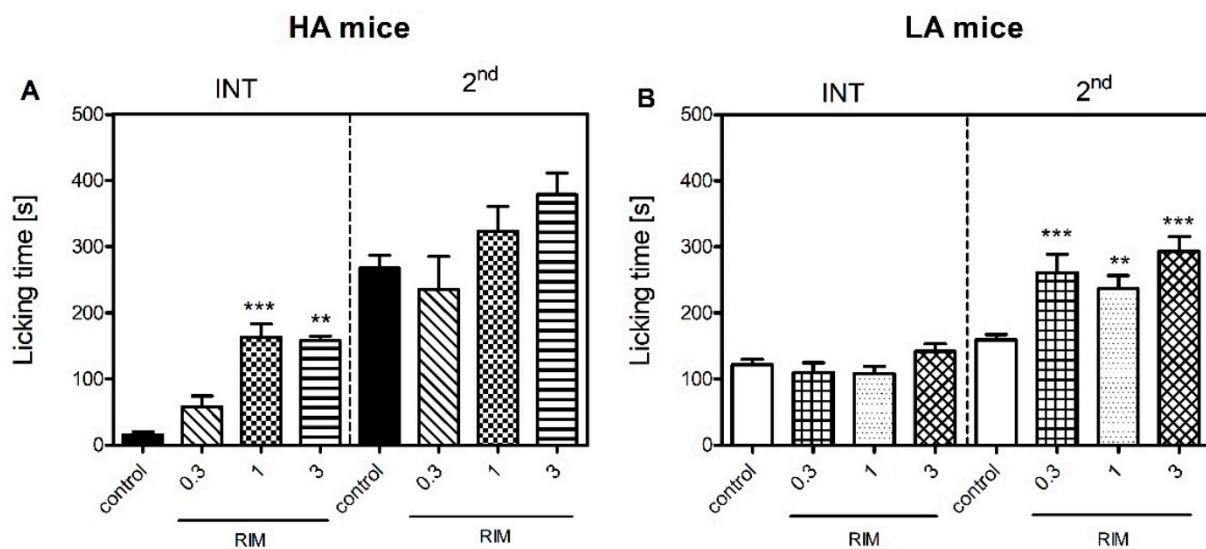 HA mice
LA mice
A
INT
2nd
B
INT
2nd
Licking time [s]
500
400
300
200
100
0
***
**
control
0.3
1
3
control
0.3
1
3
RIM
RIM
Licking time [s]
500
400
300
200
100
0
***
**
***
control
0.3
1
3
control
0.3
1
3
RIM
RIM